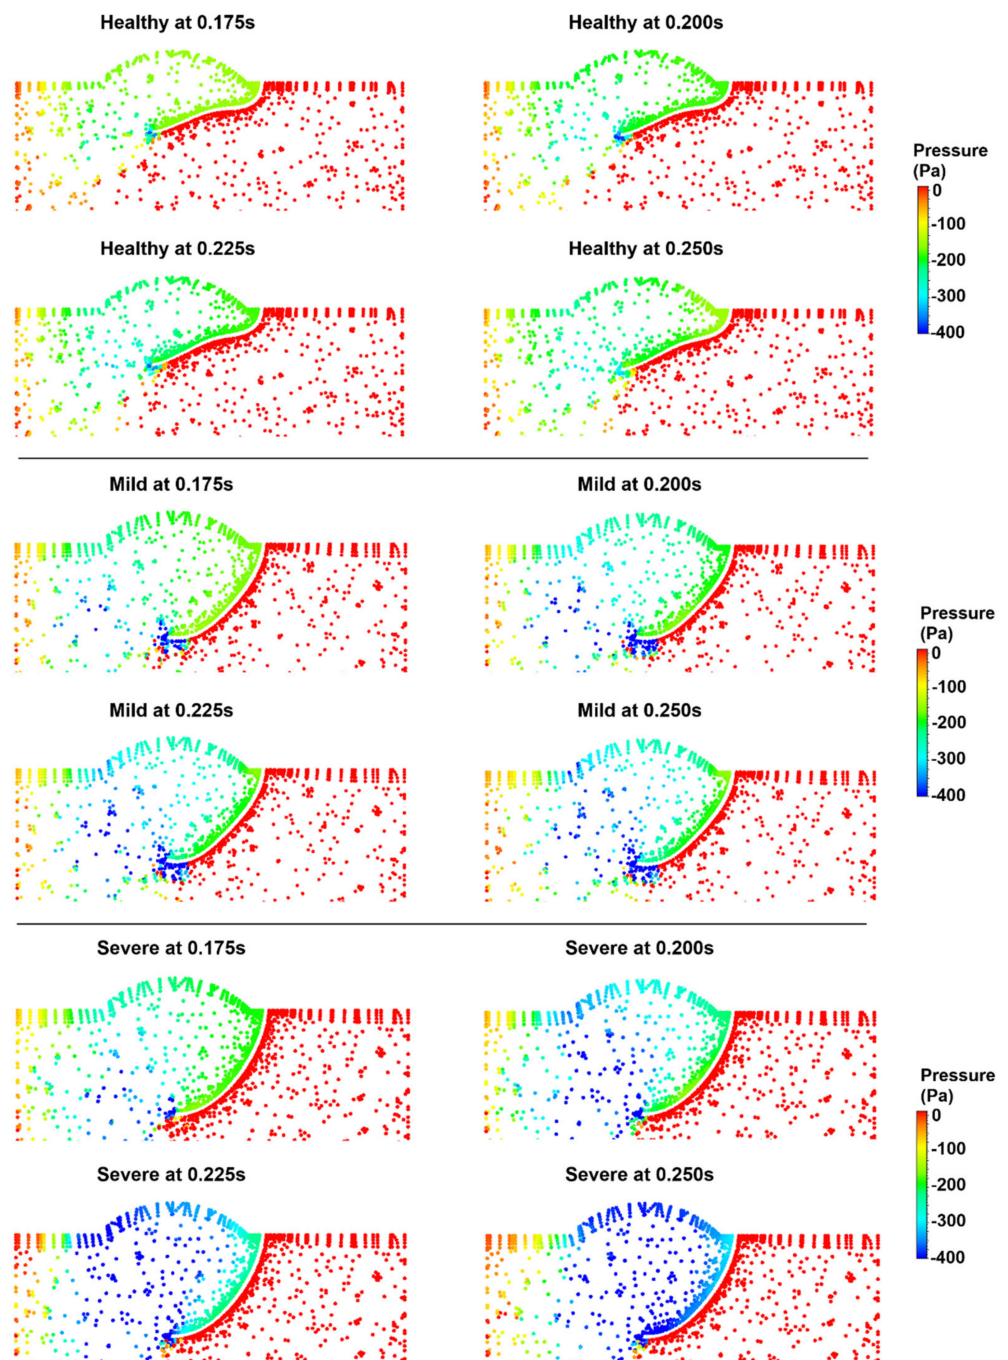 Healthy at 0.175s
Healthy at 0.200s
Pressure
(Pa)
0
-100
-200
-300
-400
Healthy at 0.225s
Healthy at 0.250s
Mild at 0.175s
Mild at 0.200s
Pressure
(Pa)
0
-100
-200
-300
-400
Mild at 0.225s
Mild at 0.250s
Severe at 0.175s
Severe at 0.200s
Pressure
(Pa)
0
-100
-200
-300
-400
Severe at 0.225s
Severe at 0.250s